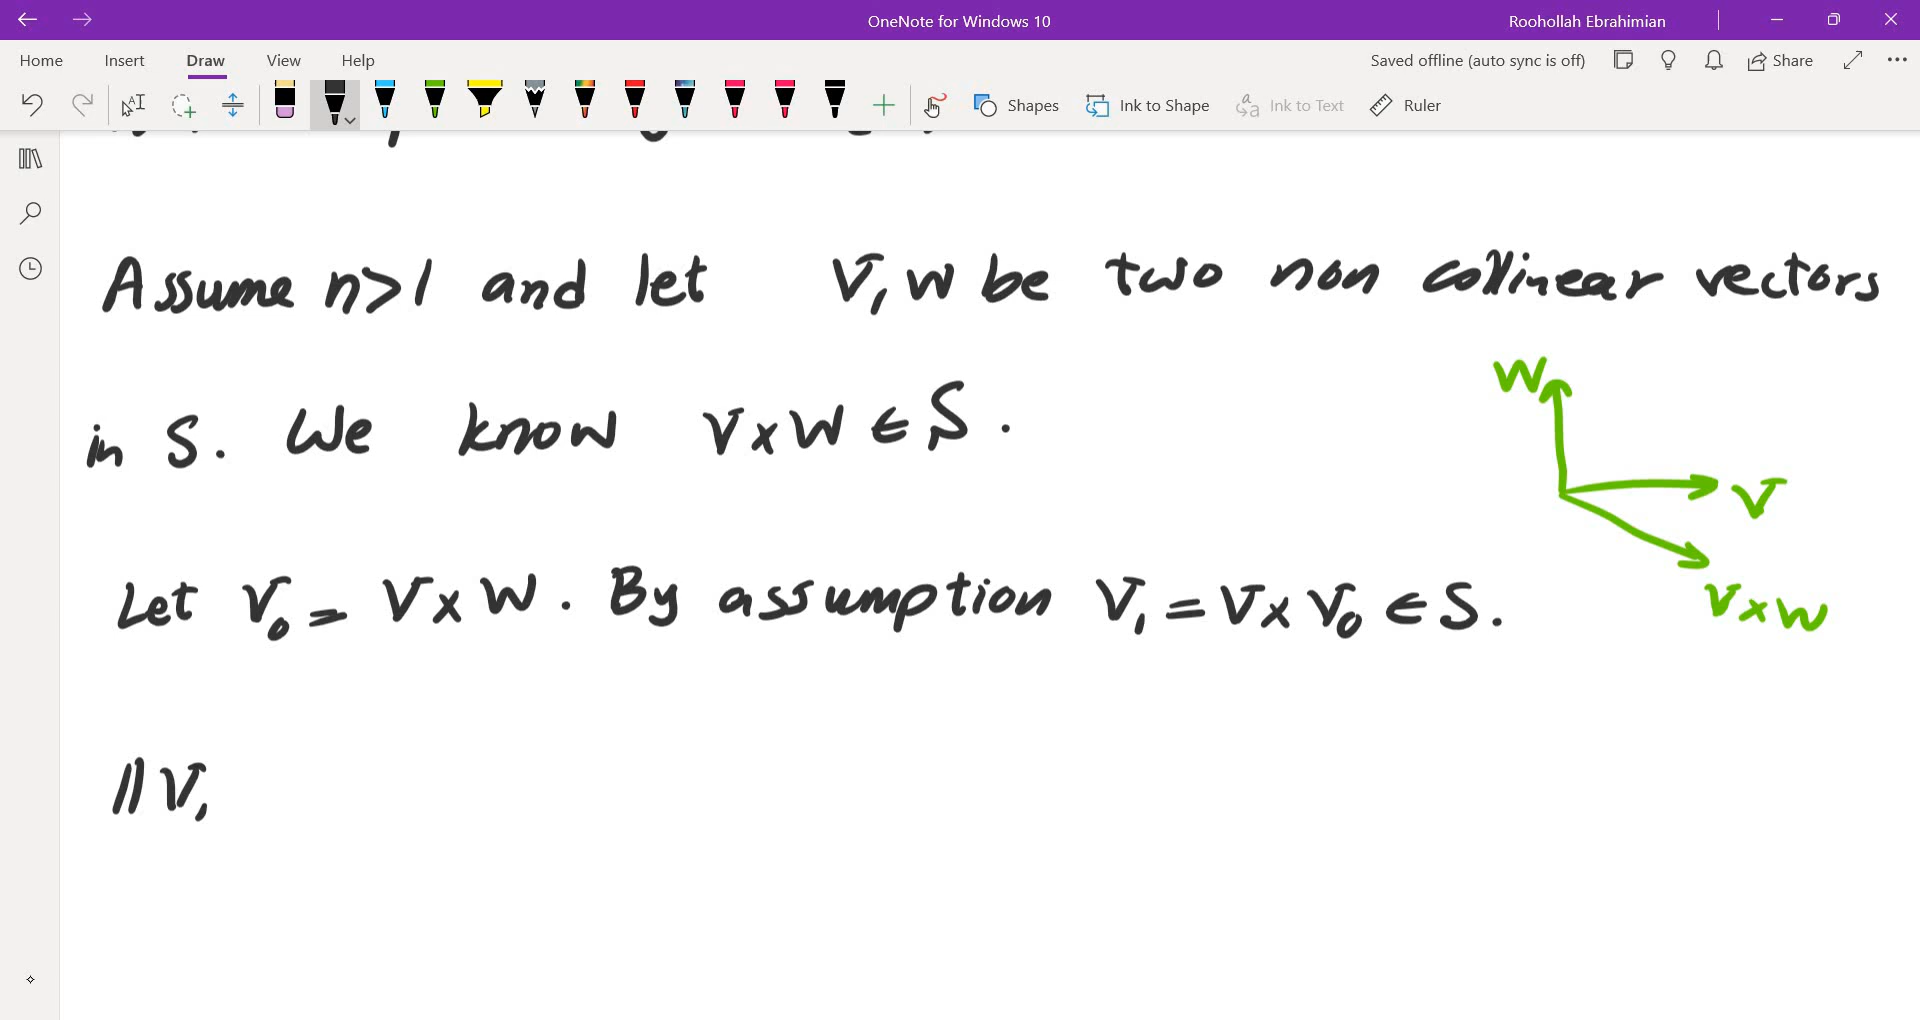 OneNote for Windows 10
Roohollah Ebrahimian
Home Insert Draw View Help
Saved offline (auto sync is off) Share
Shapes Ink to Shape Ink to Text Ruler
Assume n>1 and let V, W be two non collinear vectors
in S. We know V×W ∈ S.
W
V
V×W
Let V₀ = V×W. By assumption V₁ = V×V₀ ∈ S.
||V₁